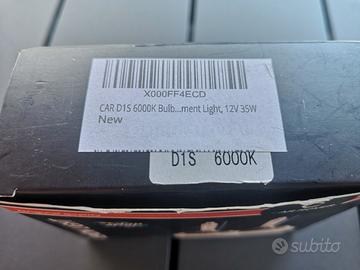 X000FF4ECD
CAR D1S 6000K Bulb...ment Light, 12V 35W
New
D1S 6000K
subito